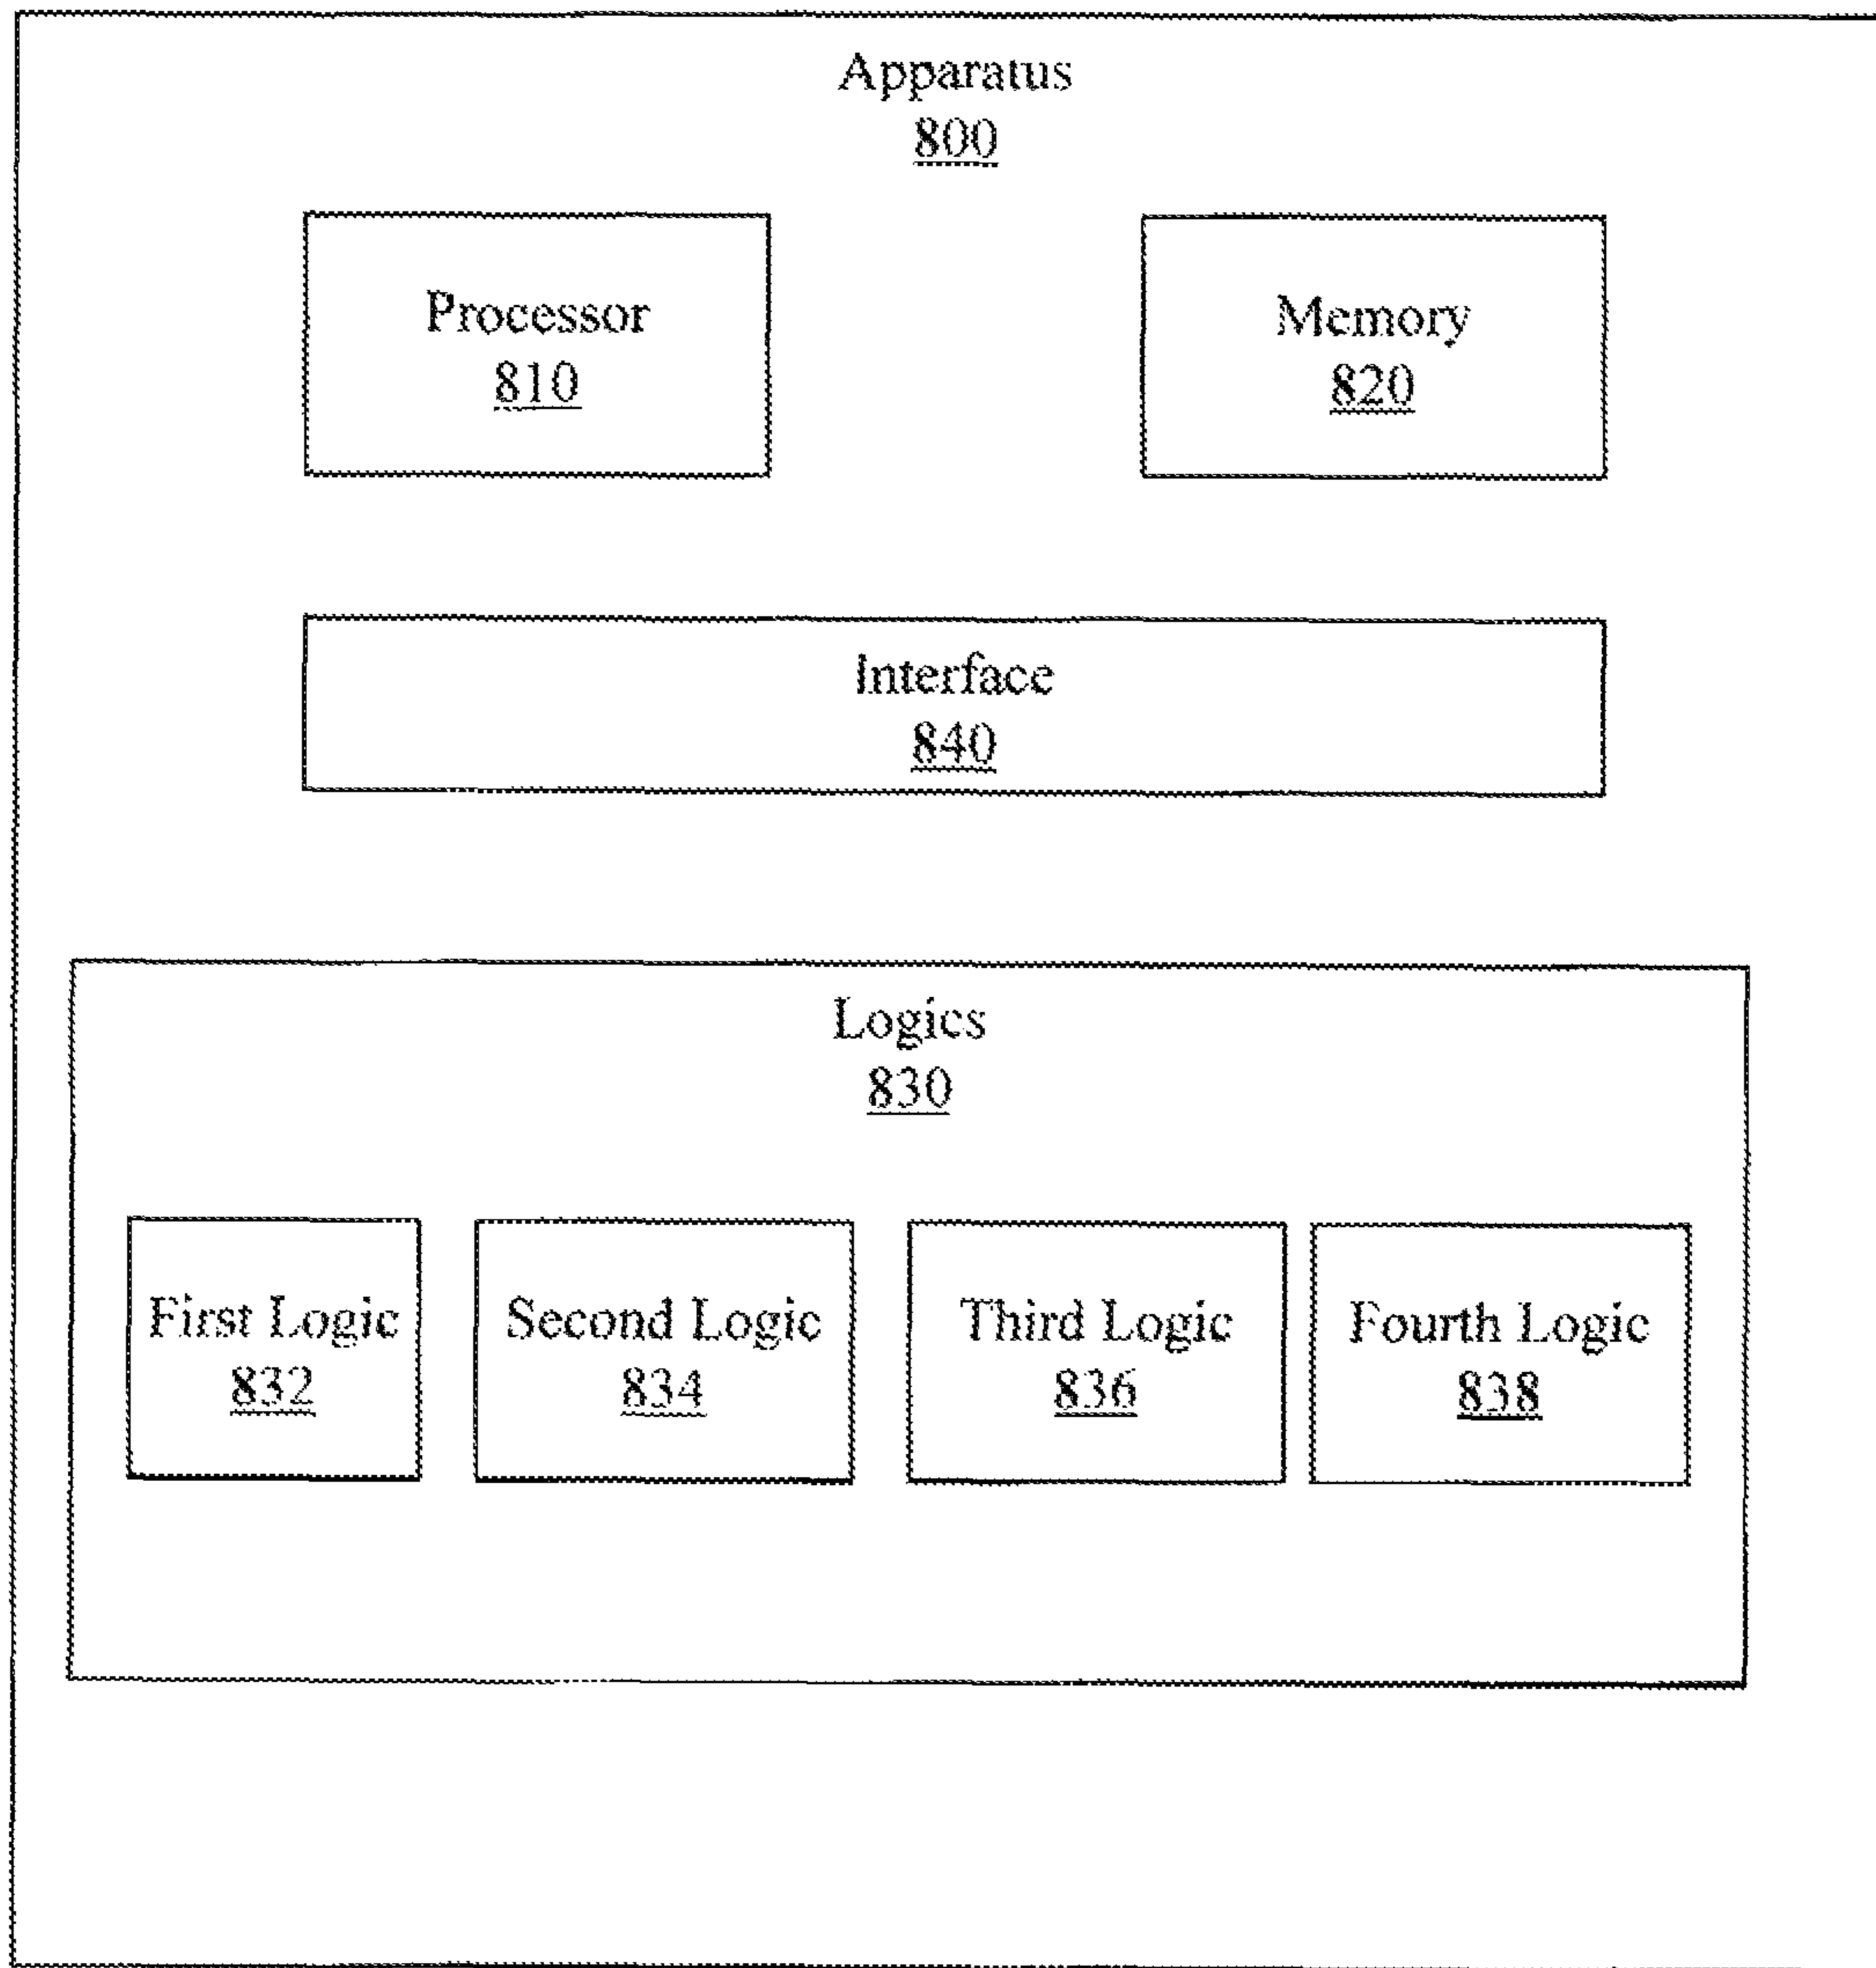 Apparatus
800
Processor
810
Memory
820
Interface
840
Logics
830
First Logic
832
Second Logic
834
Third Logic
836
Fourth Logic
838